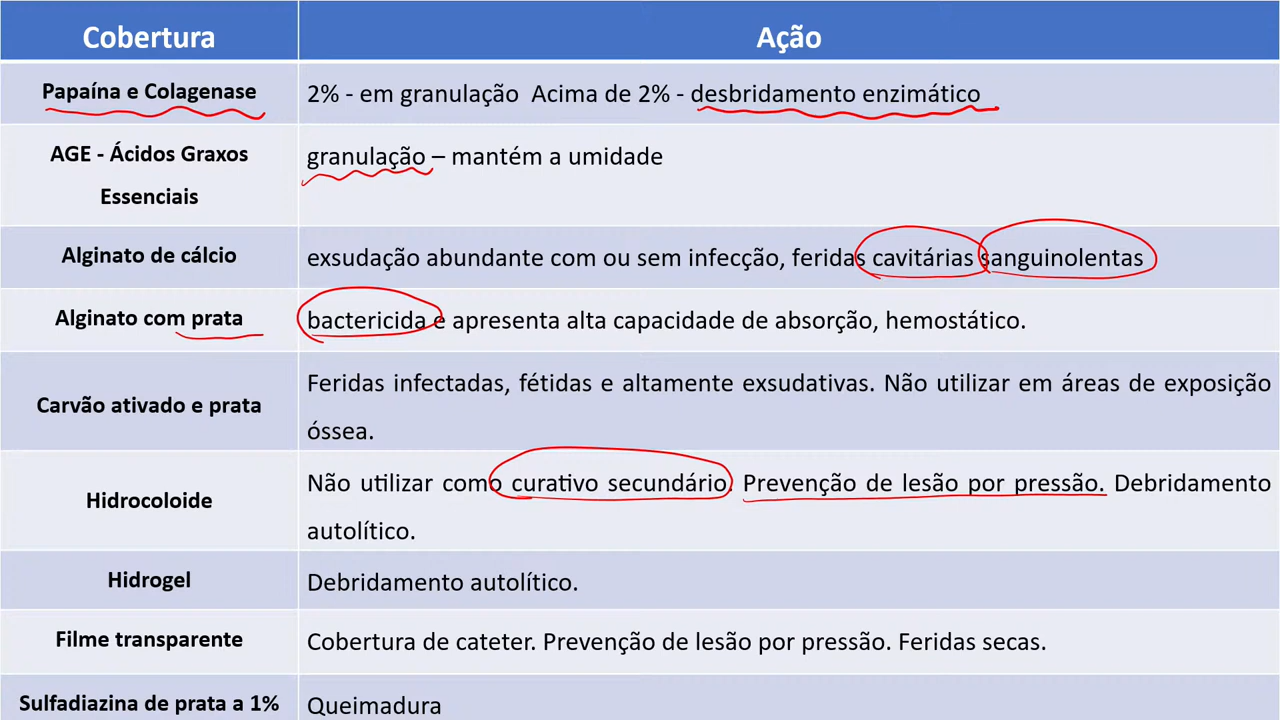 Cobertura
Ação
Papaína e Colagenase
2% - em granulação Acima de 2% - desbridamento enzimático
AGE - Ácidos Graxos
Essenciais
granulação – mantém a umidade
Alginato de cálcio
exsudação abundante com ou sem infecção, feridas cavitárias sanguinolentas
Alginato com prata
bactericida e apresenta alta capacidade de absorção, hemostático.
Carvão ativado e prata
Feridas infectadas, fétidas e altamente exsudativas. Não utilizar em áreas de exposição
óssea.
Hidrocoloide
Não utilizar como curativo secundário. Prevenção de lesão por pressão. Debridamento
autolítico.
Hidrogel
Debridamento autolítico.
Filme transparente
Cobertura de cateter. Prevenção de lesão por pressão. Feridas secas.
Sulfadiazina de prata a 1%
Queimadura